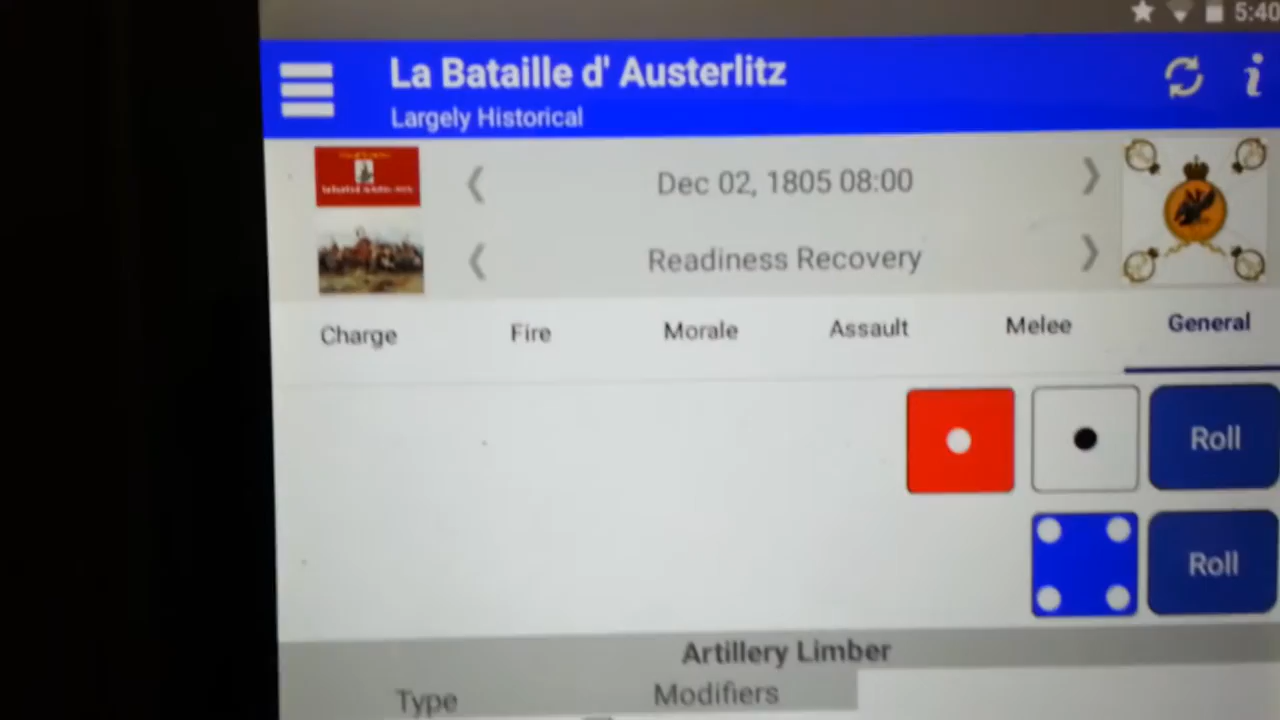 5:40
La Bataille d' Austerlitz
Largely Historical
Dec 02, 1805 08:00
Readiness Recovery
Charge Fire Morale Assault Melee General
Roll
Roll
Artillery Limber
Type Modifiers